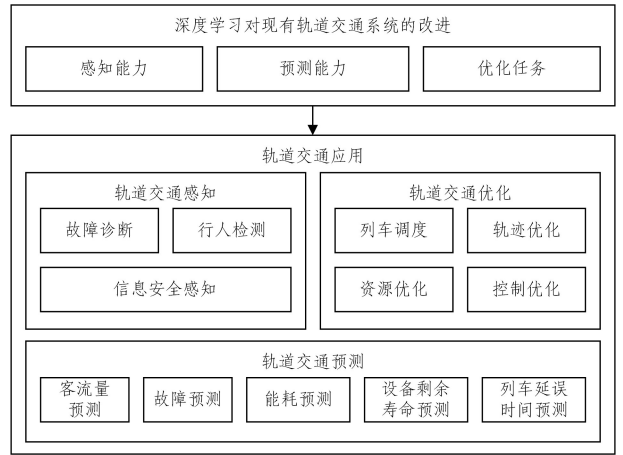 深度学习对现有轨道交通系统的改进
感知能力
预测能力
优化任务
轨道交通应用
轨道交通感知
故障诊断
行人检测
信息安全感知
轨道交通优化
列车调度
轨迹优化
资源优化
控制优化
轨道交通预测
客流量
预测
故障预测
能耗预测
设备剩余
寿命预测
列车延误
时间预测